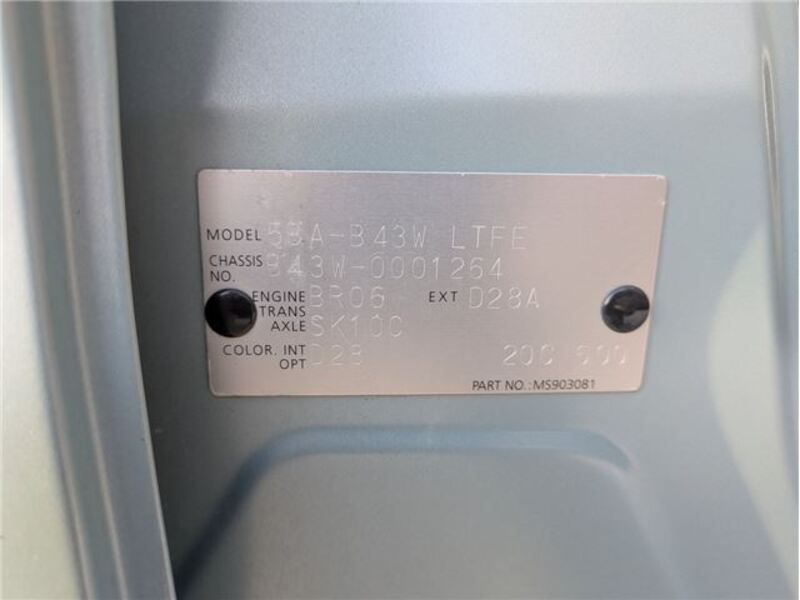 MODEL 5BA-B43W LTFE
CHASSIS NO. B43W-0001264
ENGINE BR06 EXT D28A
TRANS AXLE SK10C
COLOR. INT D28 20C 600
OPT
PART NO.: MS903081